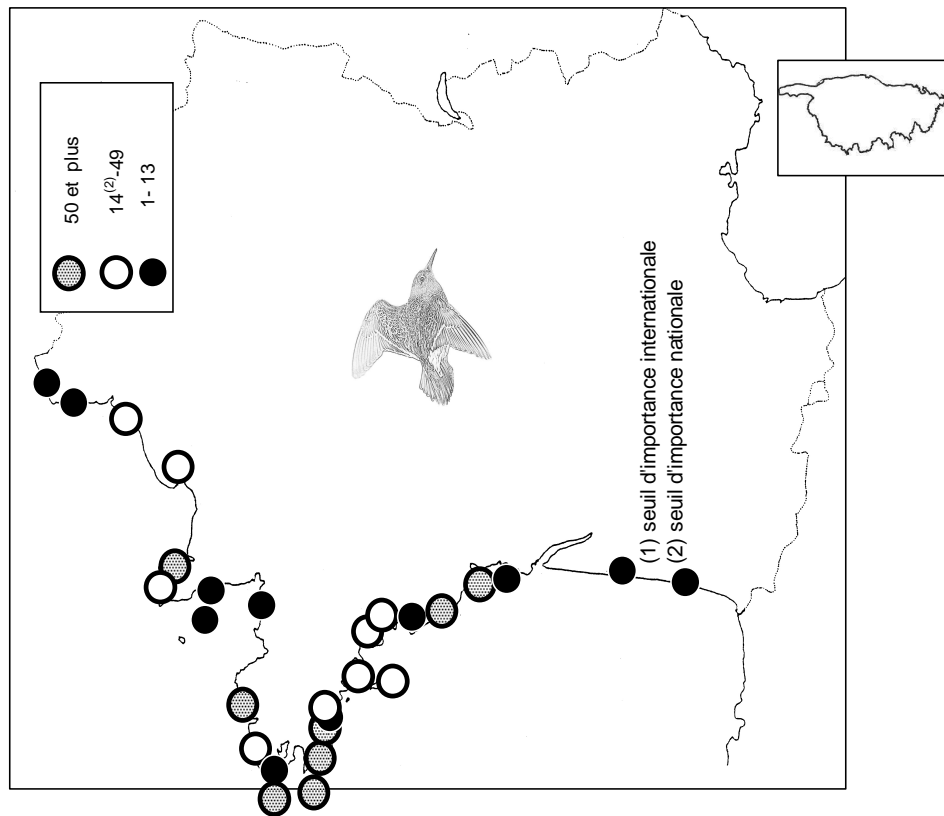 50 et plus
14(2)-49
1- 13
(1) seuil d'importance internationale
(2) seuil d'importance nationale